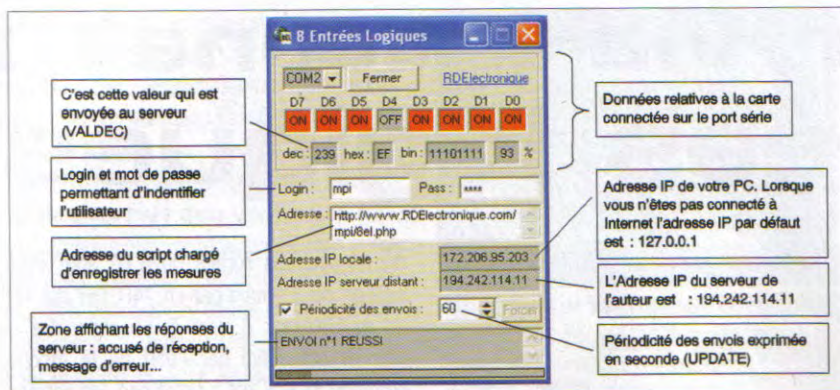 8 Entrées Logiques
COM2 Fermer RDElectronique
D7 D6 D5 D4 D3 D2 D1 D0
ON ON ON OFF ON ON ON ON
dec : 239 hex : EF bin : 11101111 93 %
Login : mpi Pass : ****
Adresse : http://www.RDElectronique.com/
mpi/8el.php
Adresse IP locale : 172.206.95.203
Adresse IP serveur distant : 194.242.114.11
Périodicité des envois : 60 Forcer
ENVOI n°1 REUSSI
C'est cette valeur qui est
envoyée au serveur
(VALDEC)
Login et mot de passe
permettant d'indentifier
l'utilisateur
Adresse du script chargé
d'enregistrer les mesures
Zone affichant les réponses du
serveur : accusé de réception,
message d'erreur...
Données relatives à la carte
connectée sur le port série
Adresse IP de votre PC. Lorsque
vous n'êtes pas connecté à
Internet l'adresse IP par défaut
est : 127.0.0.1
L'Adresse IP du serveur de
l'auteur est : 194.242.114.11
Périodicité des envois exprimée
en seconde (UPDATE)